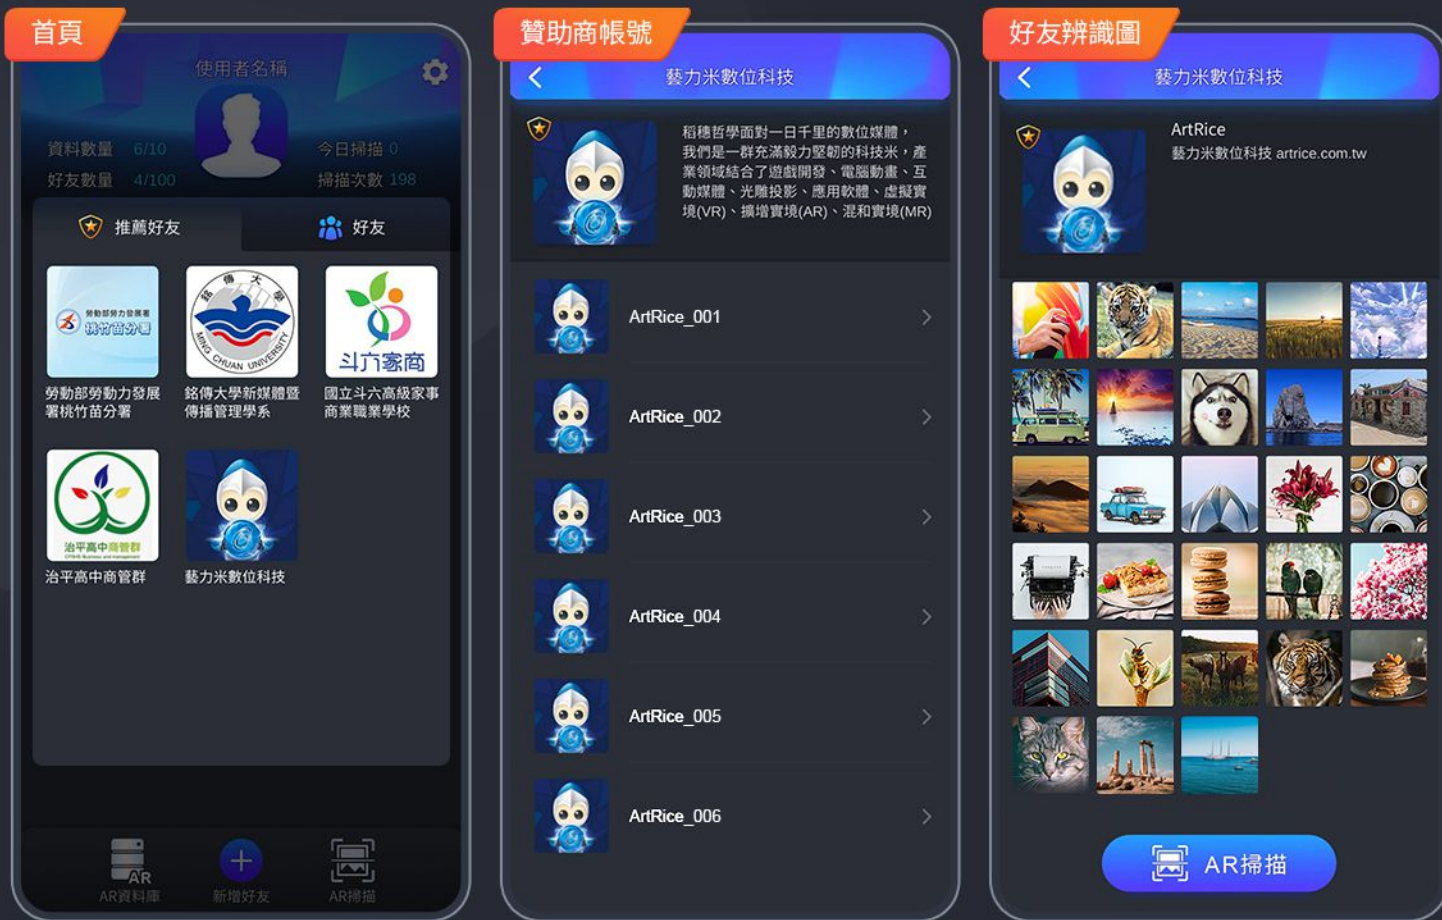 首頁
使用者名稱
資料數量 6/10
今日掃描 0
好友數量 4/100
掃描次數 198
推薦好友
好友
勞動部勞動力發展署
桃竹苗分署
銘傳大學
MING CHUAN UNIVERSITY
斗六家商
勞動部勞動力發展
署桃竹苗分署
銘傳大學新媒體暨
傳播管理學系
國立斗六高級家事
商業職業學校
治平高中商管群
治平高中商管群
藝力米數位科技
AR
AR資料庫
新增好友
AR掃描
贊助商帳號
藝力米數位科技
稻穗哲學面對一日千里的數位媒體，
我們是一群充滿毅力堅韌的科技米，產
業領域結合了遊戲開發、電腦動畫、互
動媒體、光雕投影、應用軟體、虛擬實
境(VR)、擴增實境(AR)、混和實境(MR)
ArtRice_001
ArtRice_002
ArtRice_003
ArtRice_004
ArtRice_005
ArtRice_006
好友辨識圖
藝力米數位科技
ArtRice
藝力米數位科技 artrice.com.tw
AR掃描